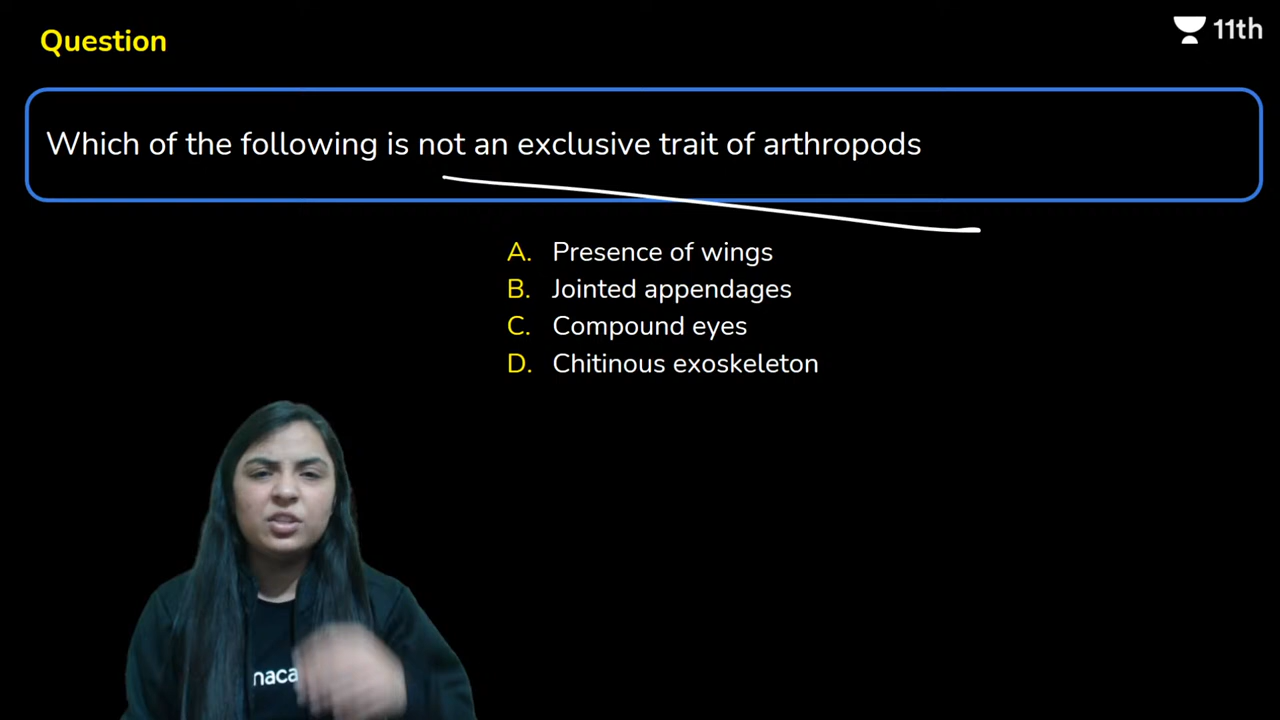 Question
11th
Which of the following is not an exclusive trait of arthropods
A. Presence of wings
B. Jointed appendages
C. Compound eyes
D. Chitinous exoskeleton
naca